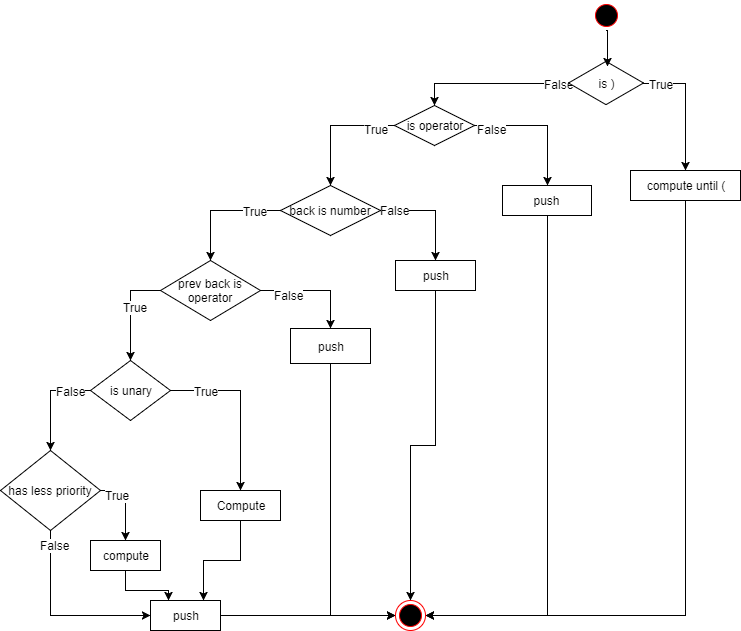 is )
False
True
is operator
True
False
compute until (
push
back is number
True
False
prev back is
operator
push
True
False
push
is unary
False
True
has less priority
True
Compute
False
compute
push